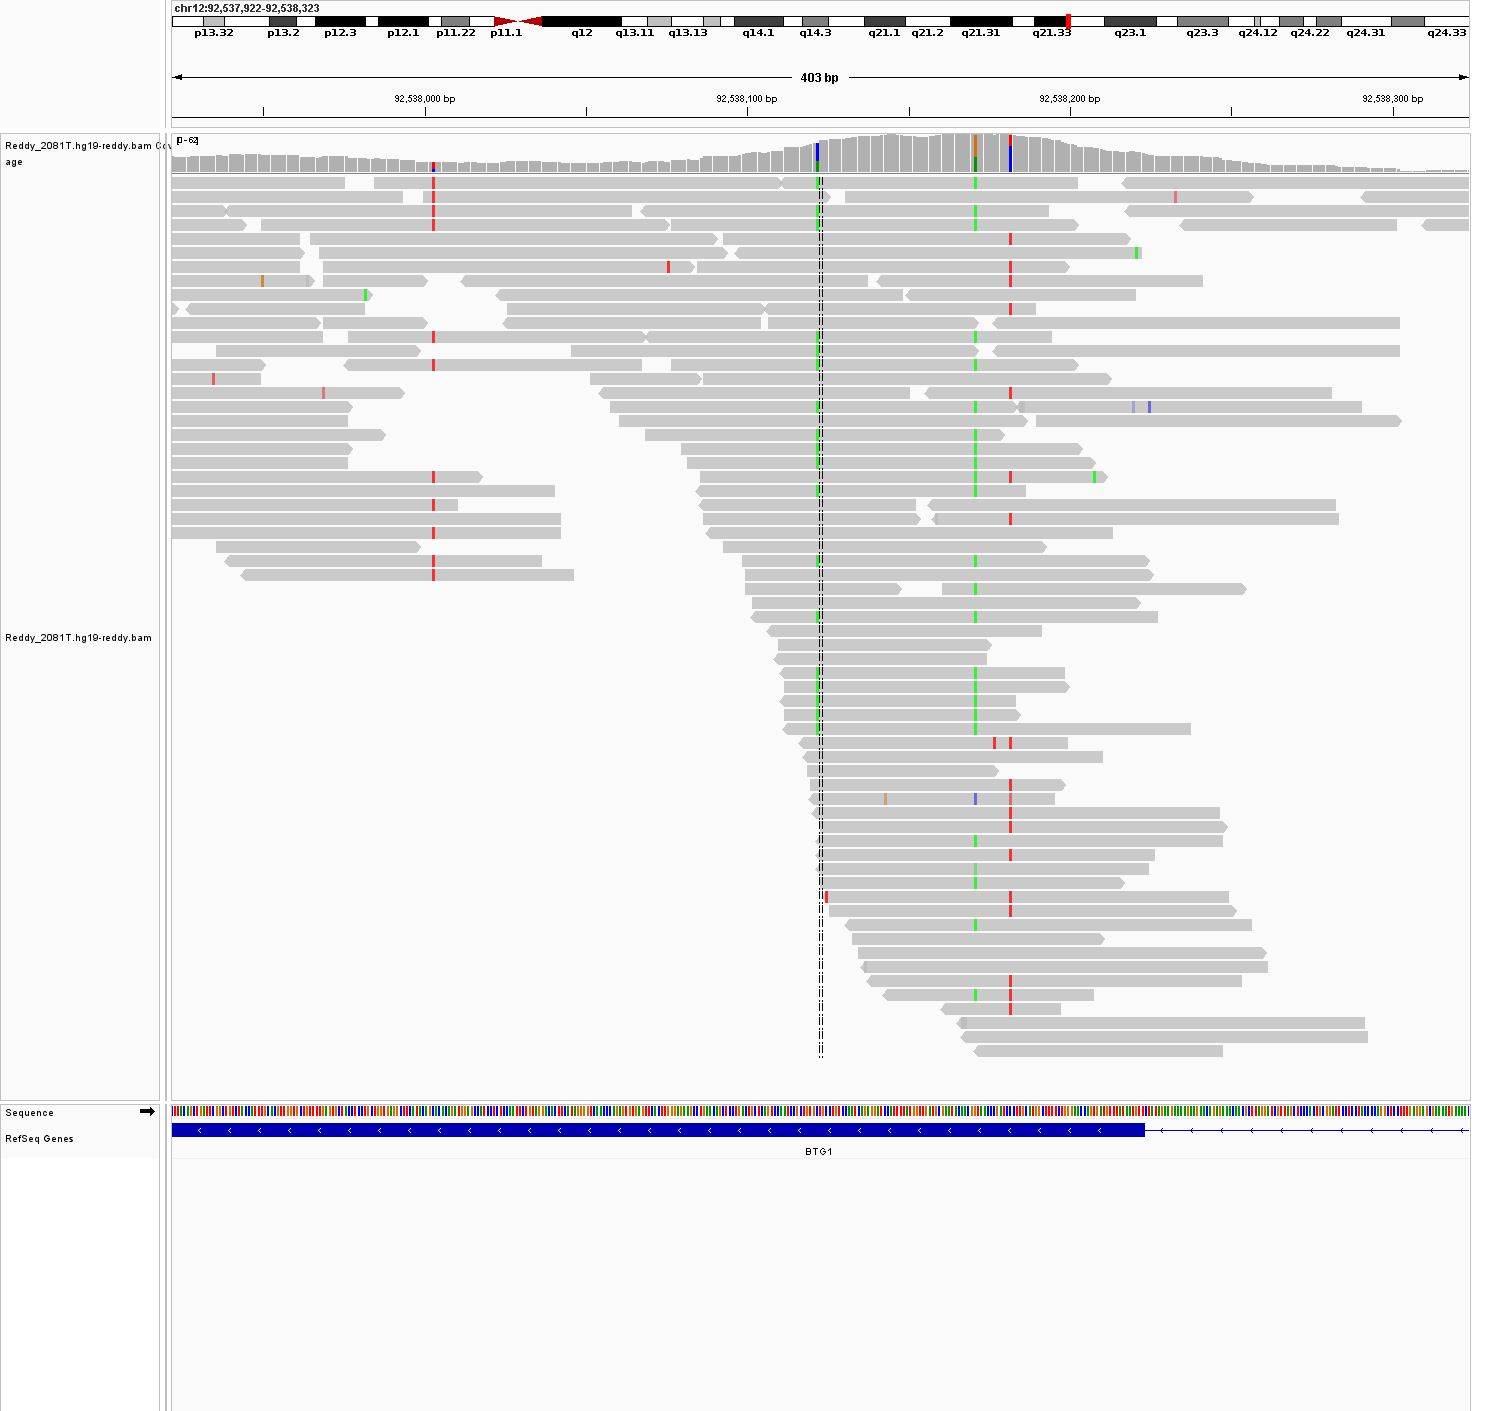 chr12:92,537,922-92,538,323
p13.32 p13.2 p12.3 p12.1 p11.22 p11.1 q12 q13.11 q13.13 q14.1 q14.3 q21.1 q21.2 q21.31 q21.33 q23.1 q23.3 q24.12 q24.22 q24.31 q24.33
403 bp
92,538,000 bp 92,538,100 bp 92,538,200 bp 92,538,300 bp
[0-62]
Reddy_2081T.hg19-reddy.bam Cov
age
Reddy_2081T.hg19-reddy.bam
Sequence
RefSeq Genes
BTG1